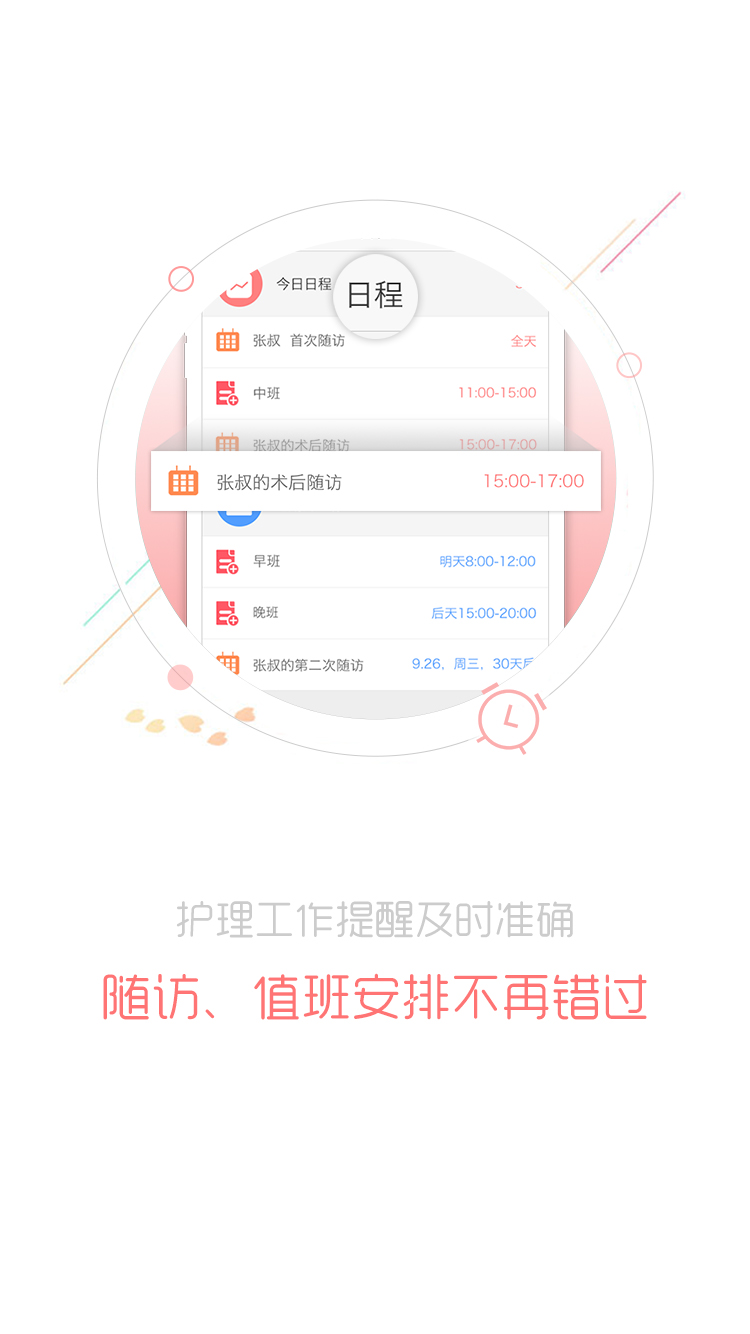 今日日程
日程
张叔 首次随访 全天
中班 11:00-15:00
张叔的术后随访 15:00-17:00
张叔的术后随访 15:00-17:00
早班 明天8:00-12:00
晚班 后天15:00-20:00
张叔的第二次随访 9.26，周三，30天后
护理工作提醒及时准确
随访、值班安排不再错过